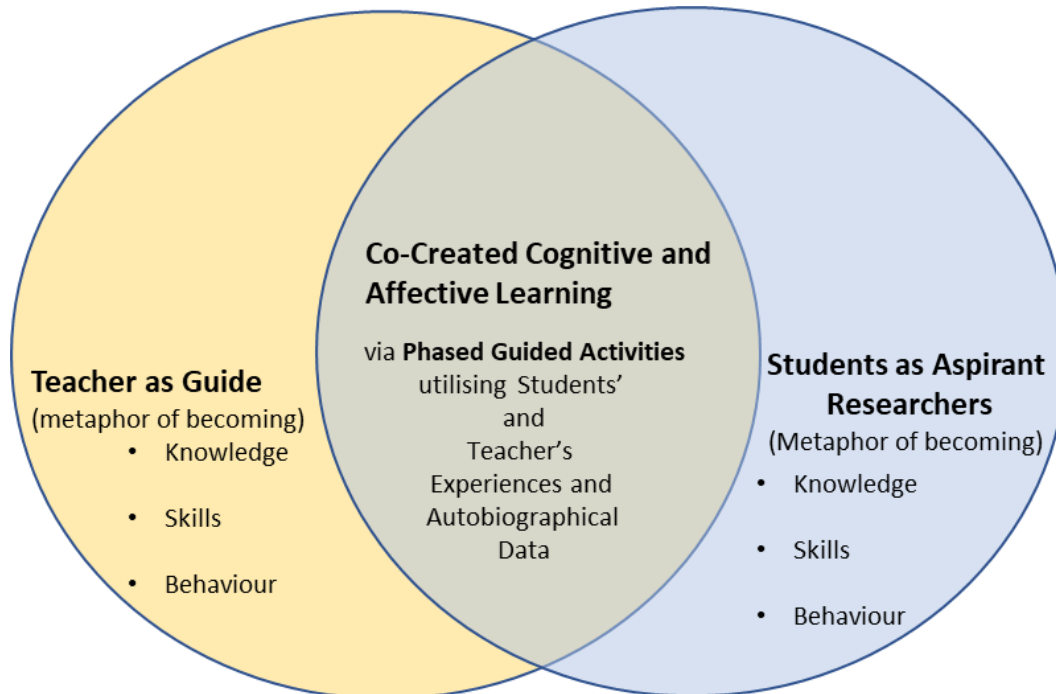 Co-Created Cognitive and
Affective Learning
via Phased Guided Activities
utilising Students’
and
Teacher’s
Experiences and
Autobiographical
Data
Teacher as Guide
(metaphor of becoming)
• Knowledge
• Skills
• Behaviour
Students as Aspirant
Researchers
(Metaphor of becoming)
• Knowledge
• Skills
• Behaviour